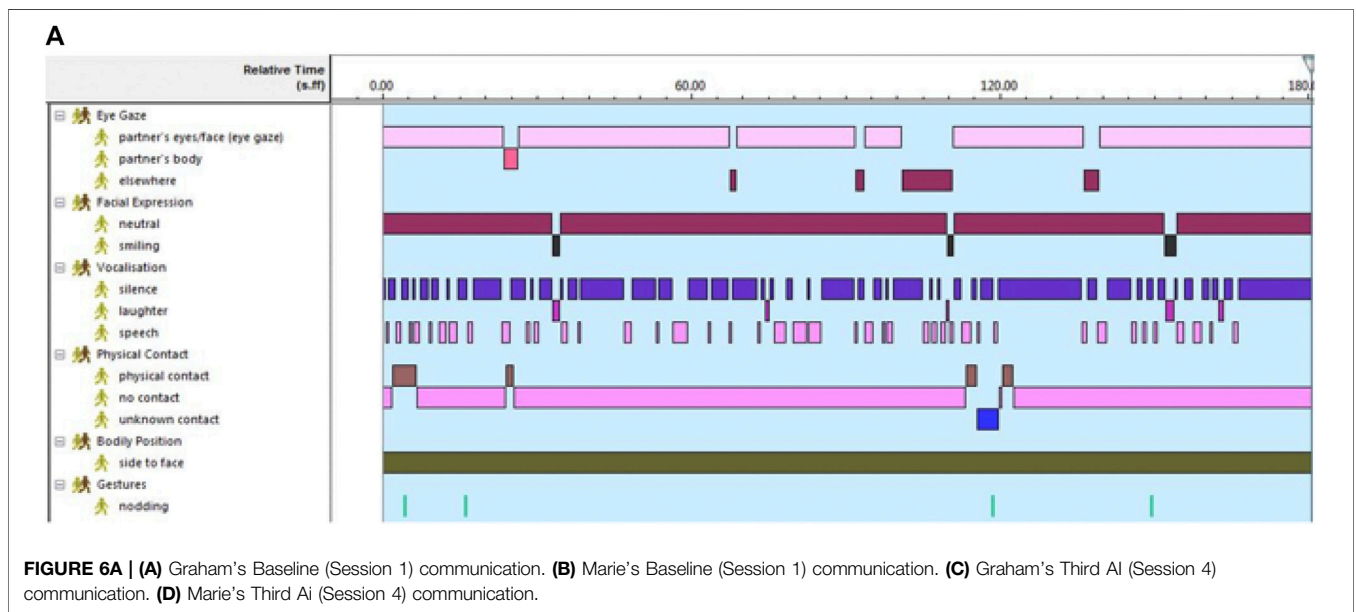 A
Relative Time
(s.ff)
0.00 60.00 120.00 180.
Eye Gaze
partner's eyes/face (eye gaze)
partner's body
elsewhere
Facial Expression
neutral
smiling
Vocalisation
silence
laughter
speech
Physical Contact
physical contact
no contact
unknown contact
Bodily Position
side to face
Gestures
nodding
FIGURE 6A | (A) Graham's Baseline (Session 1) communication. (B) Marie's Baseline (Session 1) communication. (C) Graham's Third AI (Session 4)
communication. (D) Marie's Third Ai (Session 4) communication.